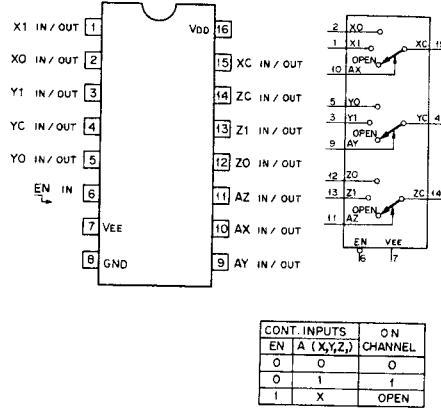 X1 IN / OUT 1
X0 IN / OUT 2
Y1 IN / OUT 3
YC IN / OUT 4
Y0 IN / OUT 5
EN IN 6
7 VEE
8 GND
VDD 16
15 XC IN / OUT
14 ZC IN / OUT
13 Z1 IN / OUT
12 Z0 IN / OUT
11 AZ IN / OUT
10 AX IN / OUT
9 AY IN / OUT
2 X0
1 X1 XC 15
OPEN
10 AX
5 Y0
3 Y1 YC 4
OPEN
9 AY
12 Z0
13 Z1 ZC 14
OPEN
11 AZ
EN VEE
6 7
CONT. INPUTS ON CHANNEL
EN A (X,Y,Z,)
0 0 0
0 1 1
1 X OPEN